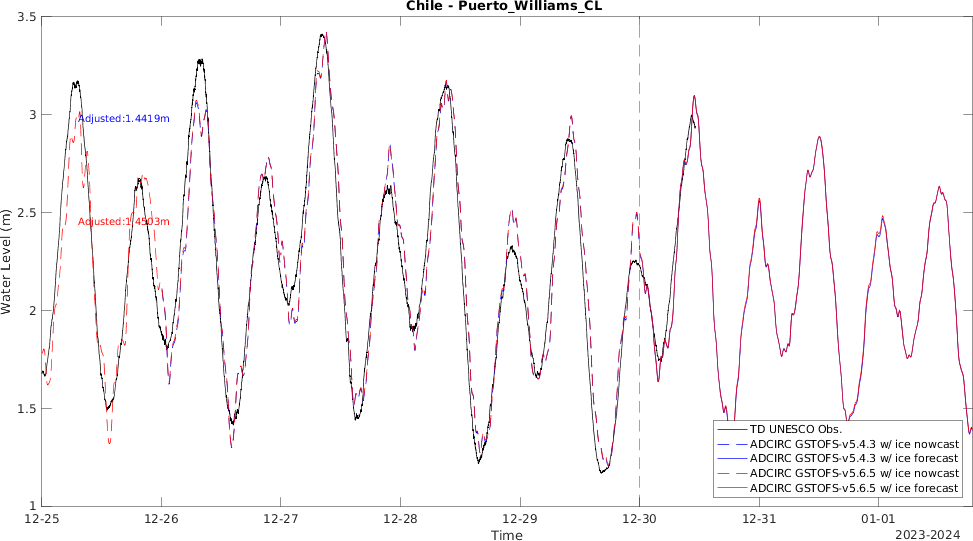 Chile - Puerto_Williams_CL
3.5
3
2.5
2
1.5
1
Water Level (m)
Adjusted:1.4419m
Adjusted:1.4503m
TD UNESCO Obs.
ADCIRC GSTOFS-v5.4.3 w/ ice nowcast
ADCIRC GSTOFS-v5.4.3 w/ ice forecast
ADCIRC GSTOFS-v5.6.5 w/ ice nowcast
ADCIRC GSTOFS-v5.6.5 w/ ice forecast
12-25 12-26 12-27 12-28 12-29 12-30 12-31 01-01
Time
2023-2024